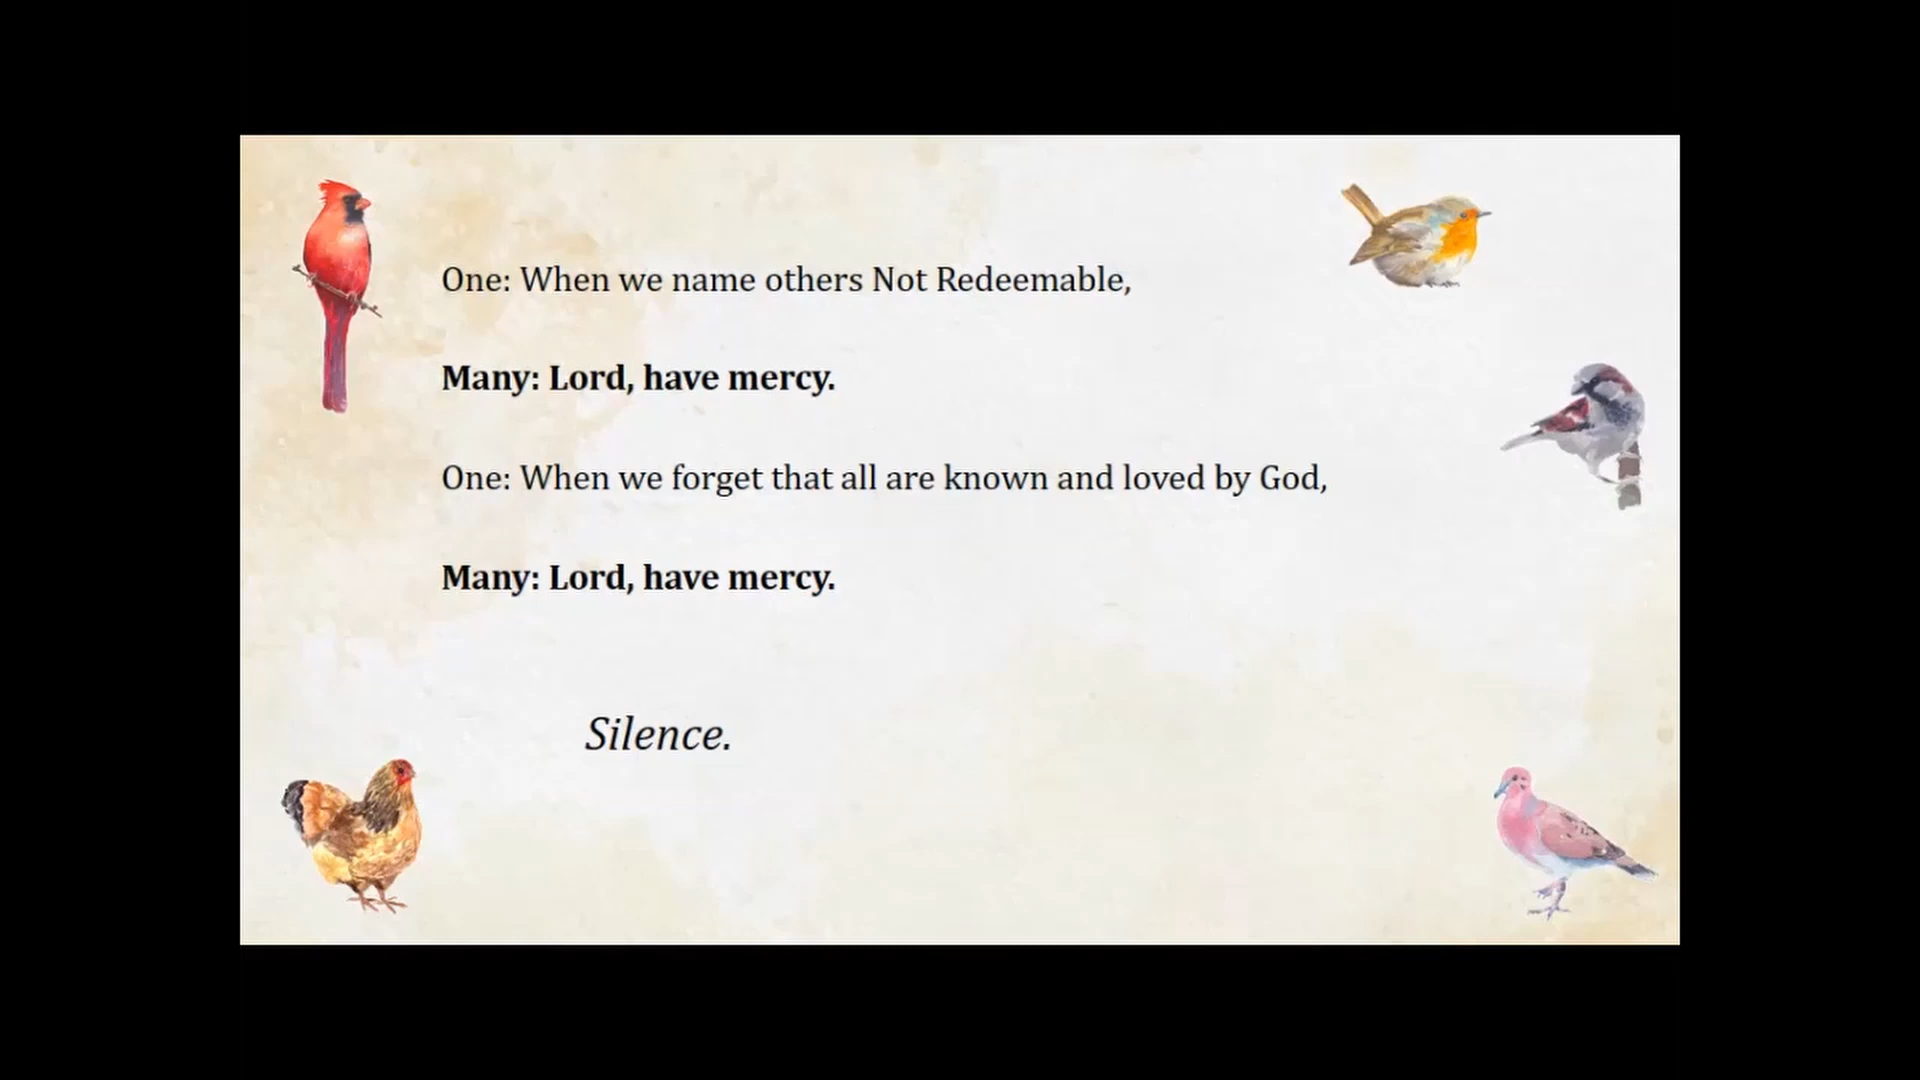 One: When we name others Not Redeemable,
Many: Lord, have mercy.
One: When we forget that all are known and loved by God,
Many: Lord, have mercy.
Silence.